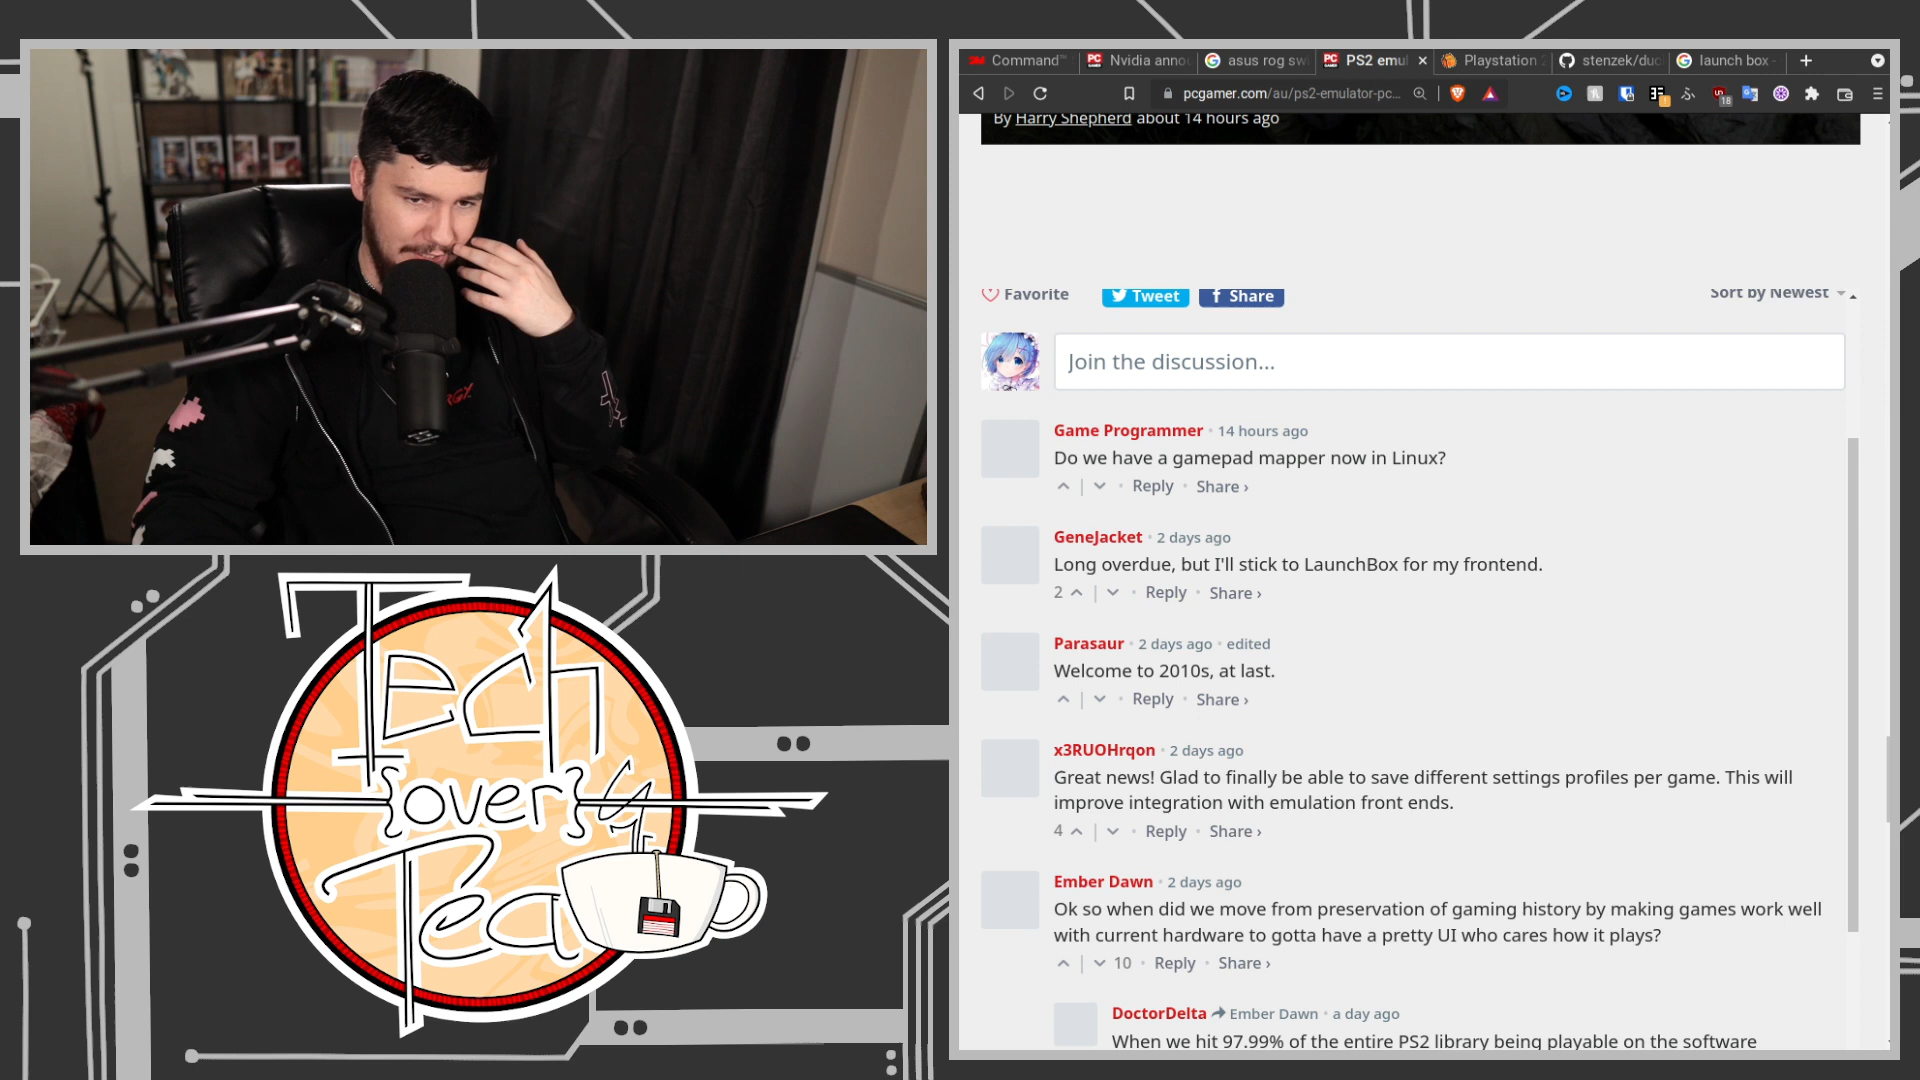 Command™
Nvidia anno
asus rog sw
PS2 emul
Playstation 2
stenzek/duc
launch box -
pcgamer.com/au/ps2-emulator-pc...
18
By Harry Shepherd about 14 hours ago
Favorite
Tweet
Share
Sort by Newest
Join the discussion...
Game Programmer • 14 hours ago
Do we have a gamepad mapper now in Linux?
Reply • Share ›
GeneJacket • 2 days ago
Long overdue, but I'll stick to LaunchBox for my frontend.
2 Reply • Share ›
Parasaur • 2 days ago • edited
Welcome to 2010s, at last.
Reply • Share ›
x3RUOHrqon • 2 days ago
Great news! Glad to finally be able to save different settings profiles per game. This will
improve integration with emulation front ends.
4 Reply • Share ›
Ember Dawn • 2 days ago
Ok so when did we move from preservation of gaming history by making games work well
with current hardware to gotta have a pretty UI who cares how it plays?
10 • Reply • Share ›
DoctorDelta Ember Dawn • a day ago
When we hit 97.99% of the entire PS2 library being playable on the software
Tech
{over}
Tea